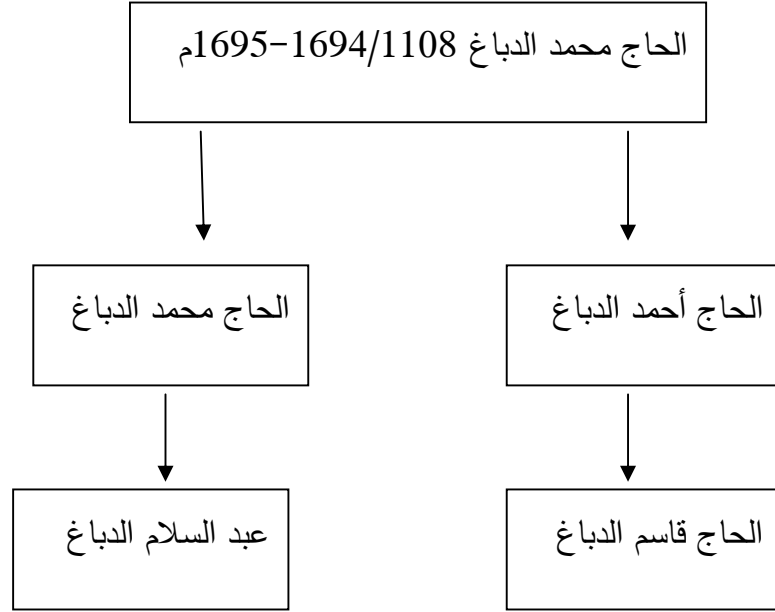 الحاج محمد الدباغ 1108/1694-1695م
الحاج أحمد الدباغ
الحاج محمد الدباغ
الحاج قاسم الدباغ
عبد السلام الدباغ